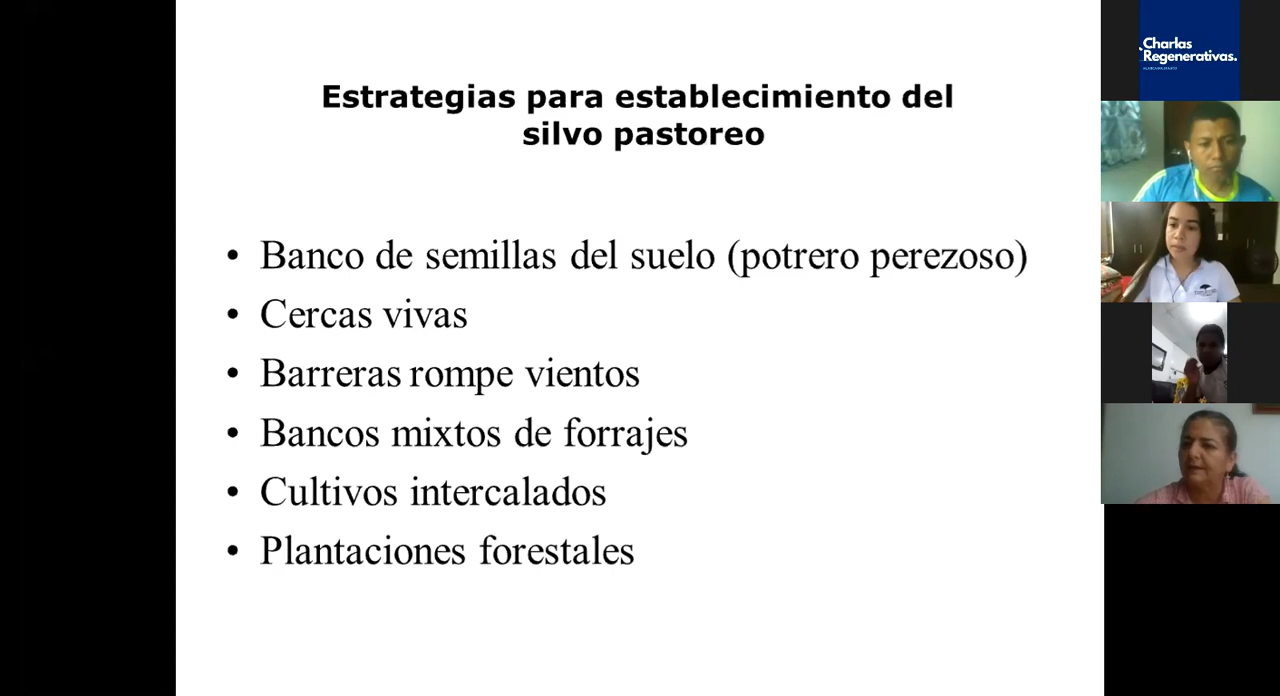 Estrategias para establecimiento del
silvo pastoreo
• Banco de semillas del suelo (potrero perezoso)
• Cercas vivas
• Barreras rompe vientos
• Bancos mixtos de forrajes
• Cultivos intercalados
• Plantaciones forestales
Charlas
Regenerativas.